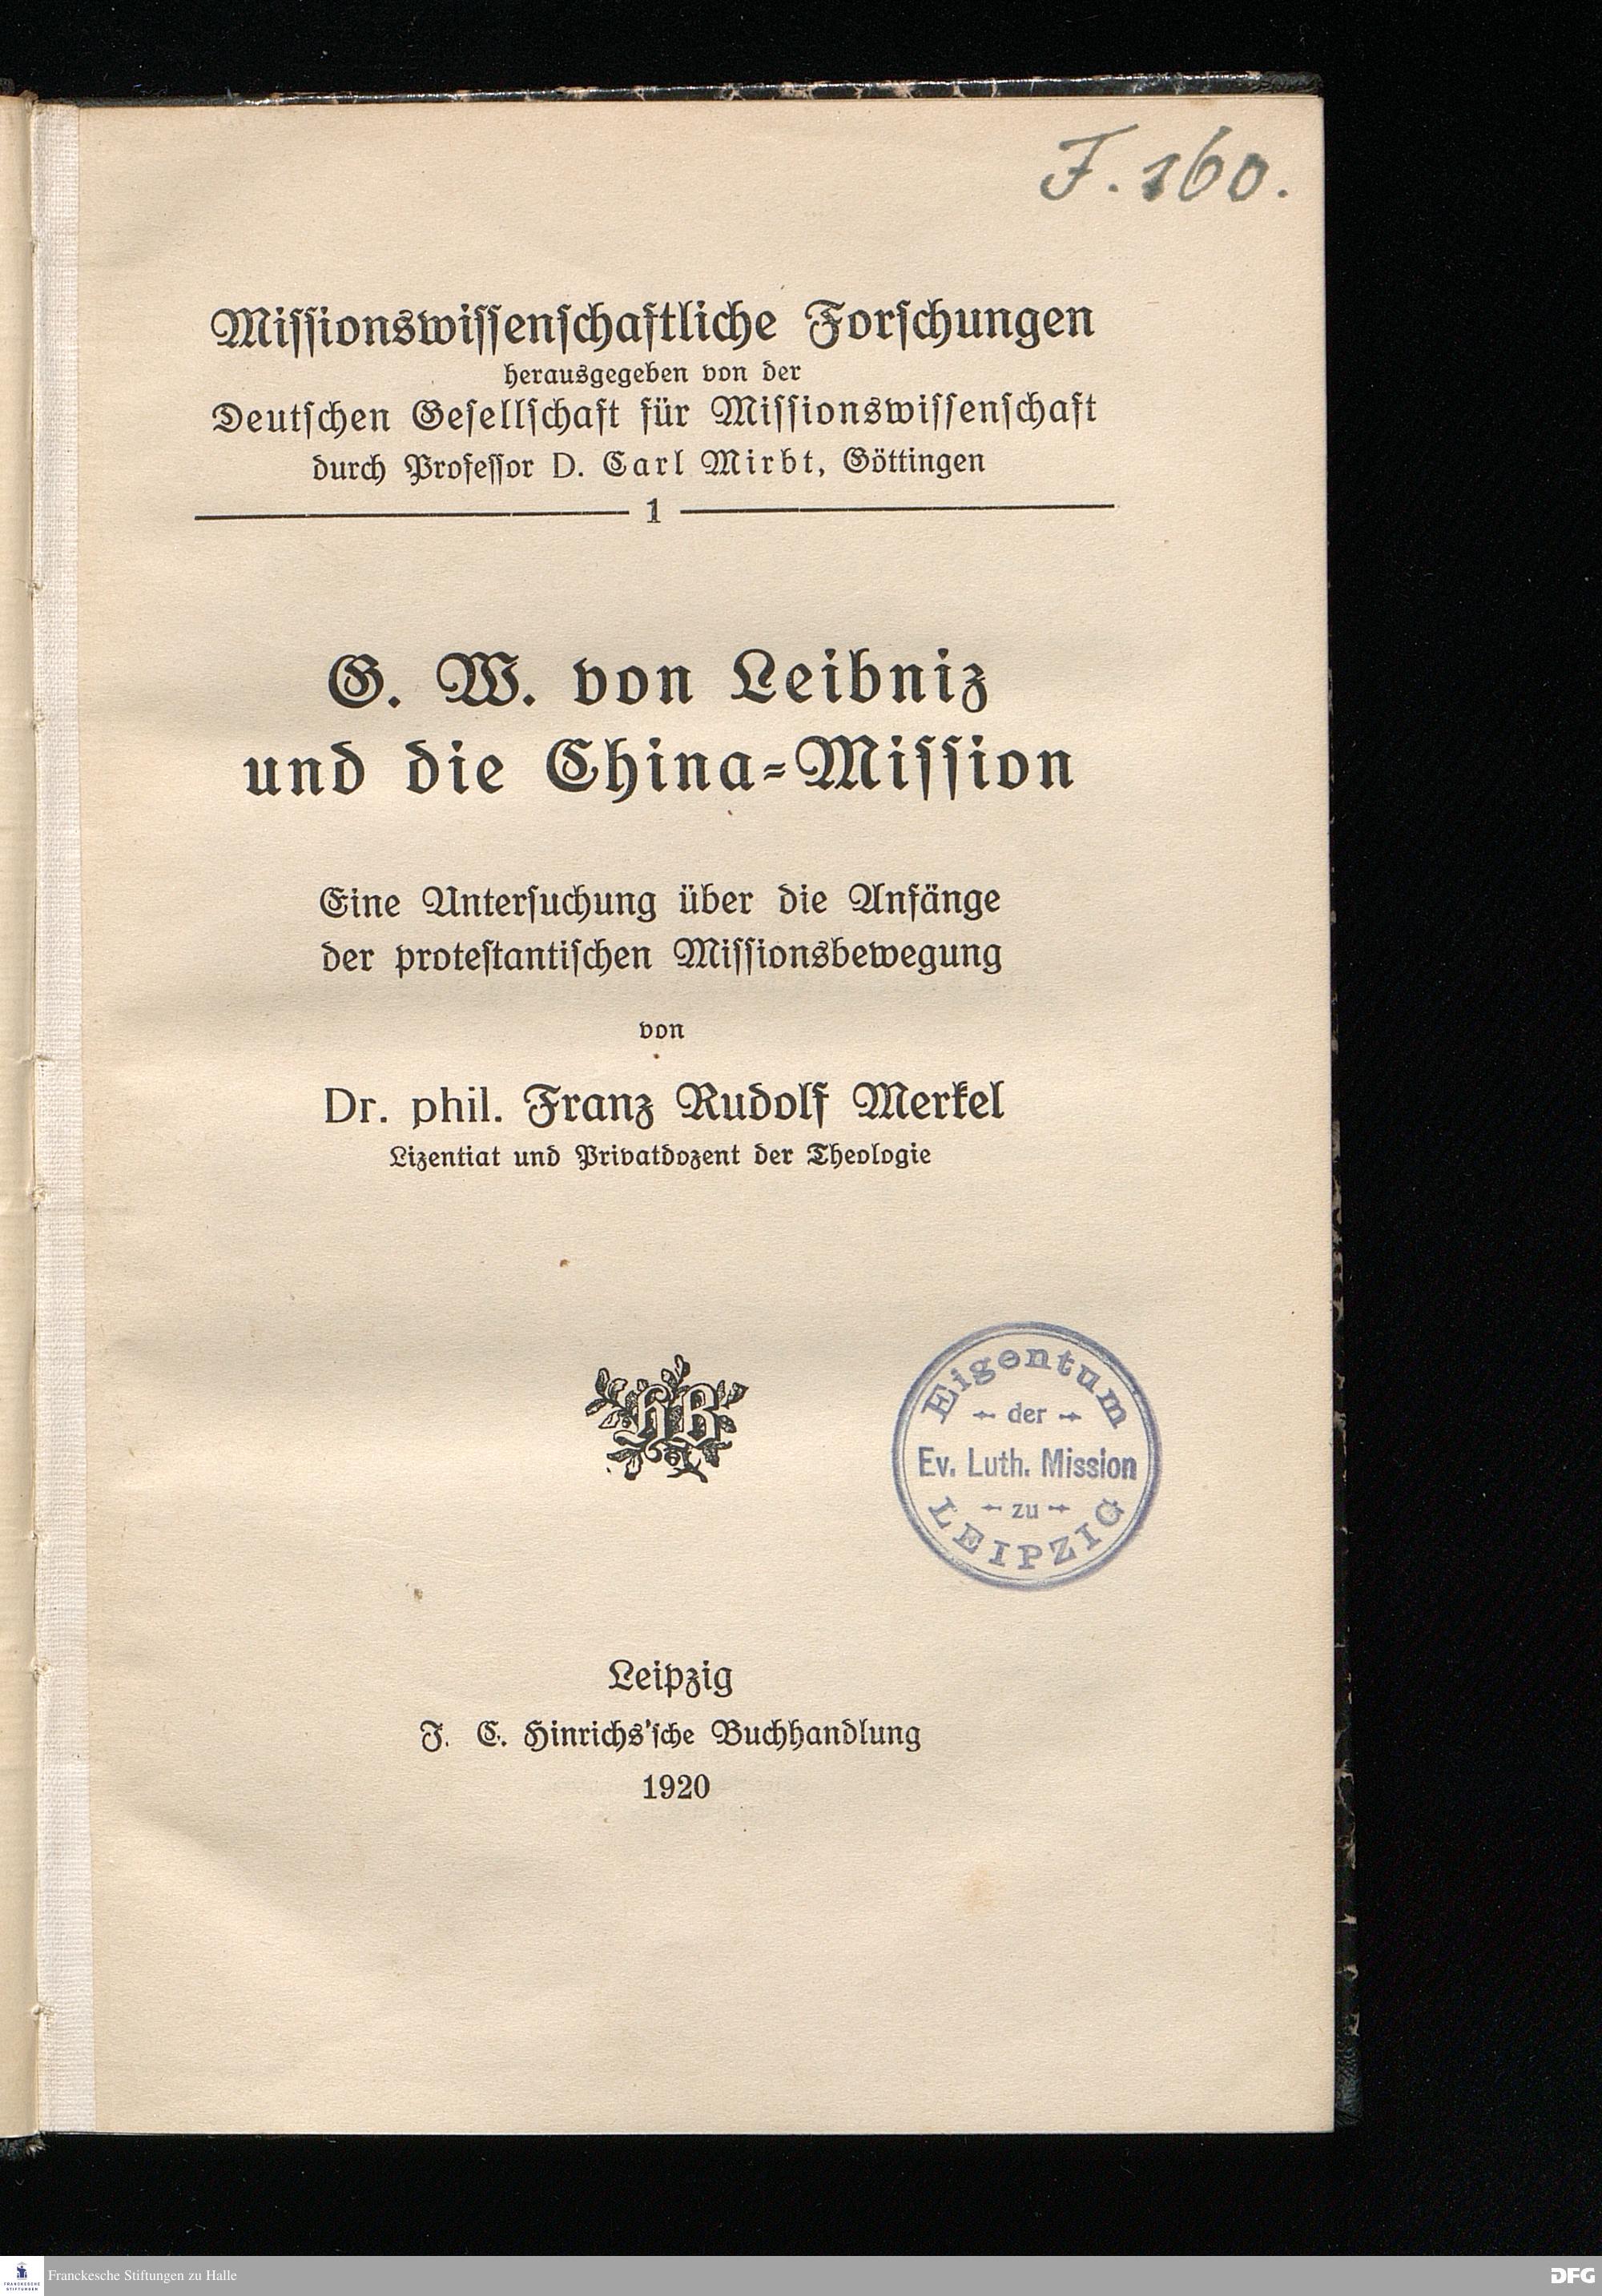 F. 160.
Missionswissenschaftliche Forschungen
herausgegeben von der
Deutschen Gesellschaft für Missionswissenschaft
durch Professor D. Carl Mirbt, Göttingen
1
G. W. von Leibniz
und die China-Mission
Eine Untersuchung über die Anfänge
der protestantischen Missionsbewegung
von
Dr. phil. Franz Rudolf Merkel
Lizentiat und Privatdozent der Theologie
HB
Eigentum
der
Ev. Luth. Mission
zu
LEIPZIG
Leipzig
J. C. Hinrichs'sche Buchhandlung
1920
FRANCKESCHE
STIFTUNGEN
Franckesche Stiftungen zu Halle
DFG